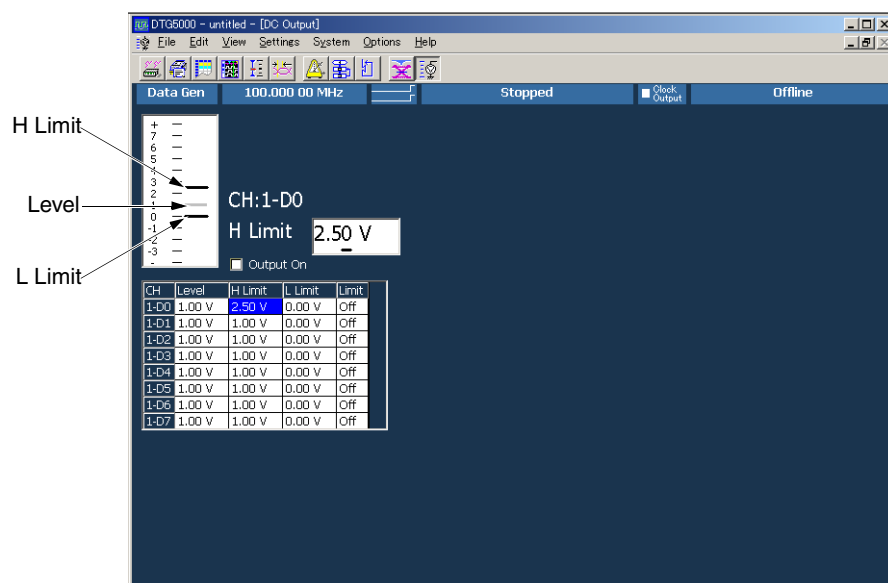 DTG5000 - untitled - [DC Output]
File Edit View Settings System Options Help
Data Gen 100.000 00 MHz Stopped Clock Output Offline
H Limit
Level
L Limit
+
7
6
5
4
3
2
1
0
-1
-2
-3
-
CH:1-D0
H Limit 2.50 V
Output On
CH Level H Limit L Limit Limit
1-D0 1.00 V 2.50 V 0.00 V Off
1-D1 1.00 V 1.00 V 0.00 V Off
1-D2 1.00 V 1.00 V 0.00 V Off
1-D3 1.00 V 1.00 V 0.00 V Off
1-D4 1.00 V 1.00 V 0.00 V Off
1-D5 1.00 V 1.00 V 0.00 V Off
1-D6 1.00 V 1.00 V 0.00 V Off
1-D7 1.00 V 1.00 V 0.00 V Off